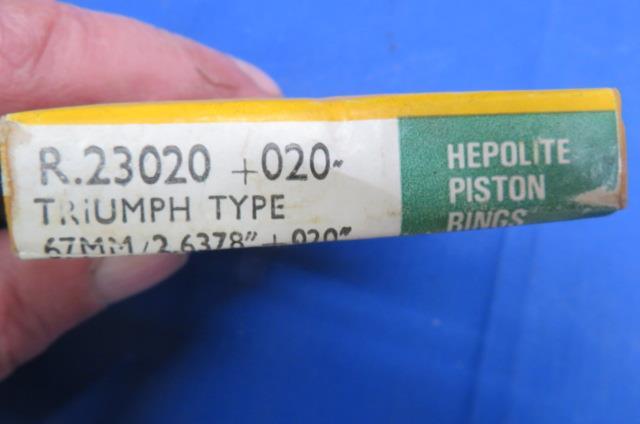 R.23020 +020"
TRIUMPH TYPE
67MM/2.6378" +020"
HEPOLITE
PISTON
RINGS